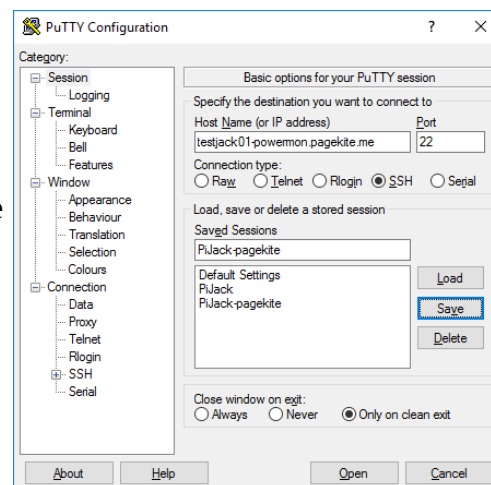 PuTTY Configuration ? ×
Category:
Session
Logging
Terminal
Keyboard
Bell
Features
Window
Appearance
Behaviour
Translation
Selection
Colours
Connection
Data
Proxy
Telnet
Rlogin
SSH
Serial
Basic options for your PuTTY session
Specify the destination you want to connect to
Host Name (or IP address) Port
testjack01-powermon.pagekite.me 22
Connection type:
Raw Telnet Rlogin SSH Serial
Load, save or delete a stored session
Saved Sessions
PiJack-pagekite
Default Settings
PiJack
PiJack-pagekite
Load
Save
Delete
Close window on exit:
Always Never Only on clean exit
About Help Open Cancel
e